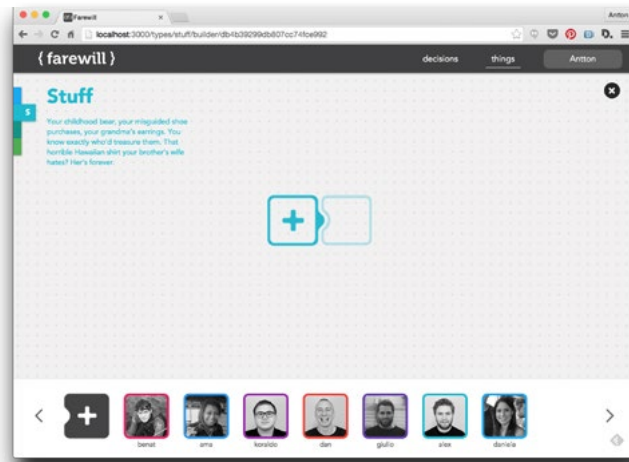 Farewill
Antton
localhost:3000/types/stuff/builder/db4b39299db807cc74fce992
{ farewill }
decisions
things
Antton
Stuff
$
Your childhood bear, your misguided shoe
purchases, your grandma's earrings. You
know exactly who'd treasure them. That
horrible Hawaiian shirt your brother's wife
hates? Her's forever.
benat
ama
koraldo
dan
giulio
alex
daniela